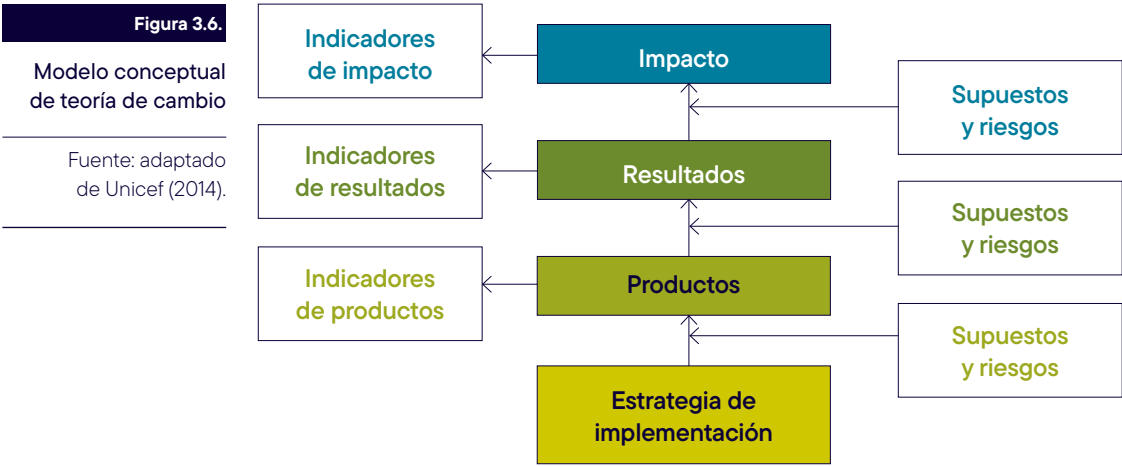 Figura 3.6.
Modelo conceptual
de teoría de cambio
Fuente: adaptado
de Unicef (2014).
Indicadores
de impacto
Impacto
Supuestos
y riesgos
Indicadores
de resultados
Resultados
Supuestos
y riesgos
Indicadores
de productos
Productos
Supuestos
y riesgos
Estrategia de
implementación